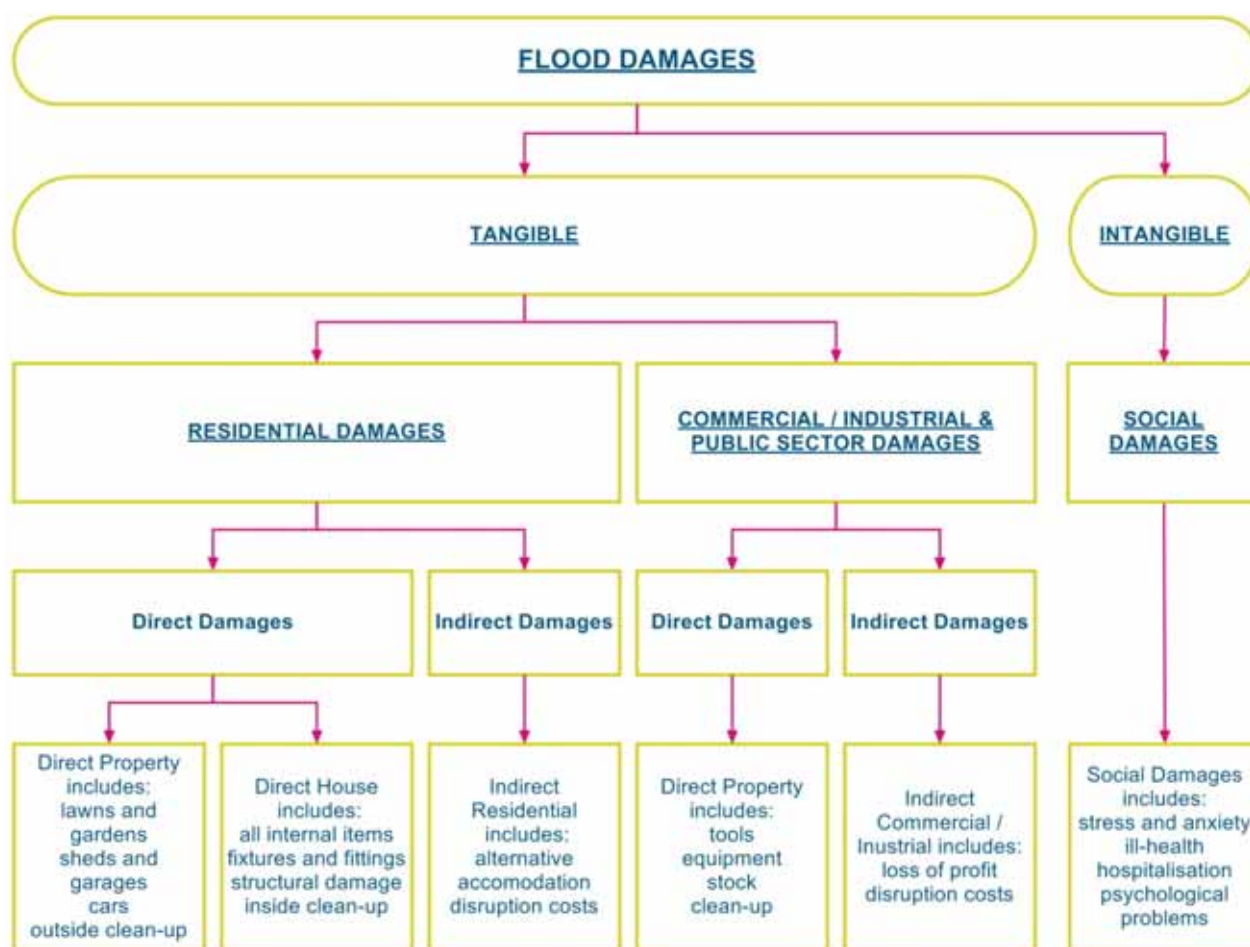 FLOOD DAMAGES
TANGIBLE
INTANGIBLE
RESIDENTIAL DAMAGES
COMMERCIAL / INDUSTRIAL &
PUBLIC SECTOR DAMAGES
SOCIAL
DAMAGES
Direct Damages
Indirect Damages
Direct Damages
Indirect Damages
Direct Property
includes:
lawns and
gardens
sheds and
garages
cars
outside clean-up
Direct House
includes:
all internal items
fixtures and fittings
structural damage
inside clean-up
Indirect
Residential
includes:
alternative
accomodation
disruption costs
Direct Property
includes:
tools
equipment
stock
clean-up
Indirect
Commercial /
Inustrial includes:
loss of profit
disruption costs
Social Damages
includes:
stress and anxiety
ill-health
hospitalisation
psychological
problems